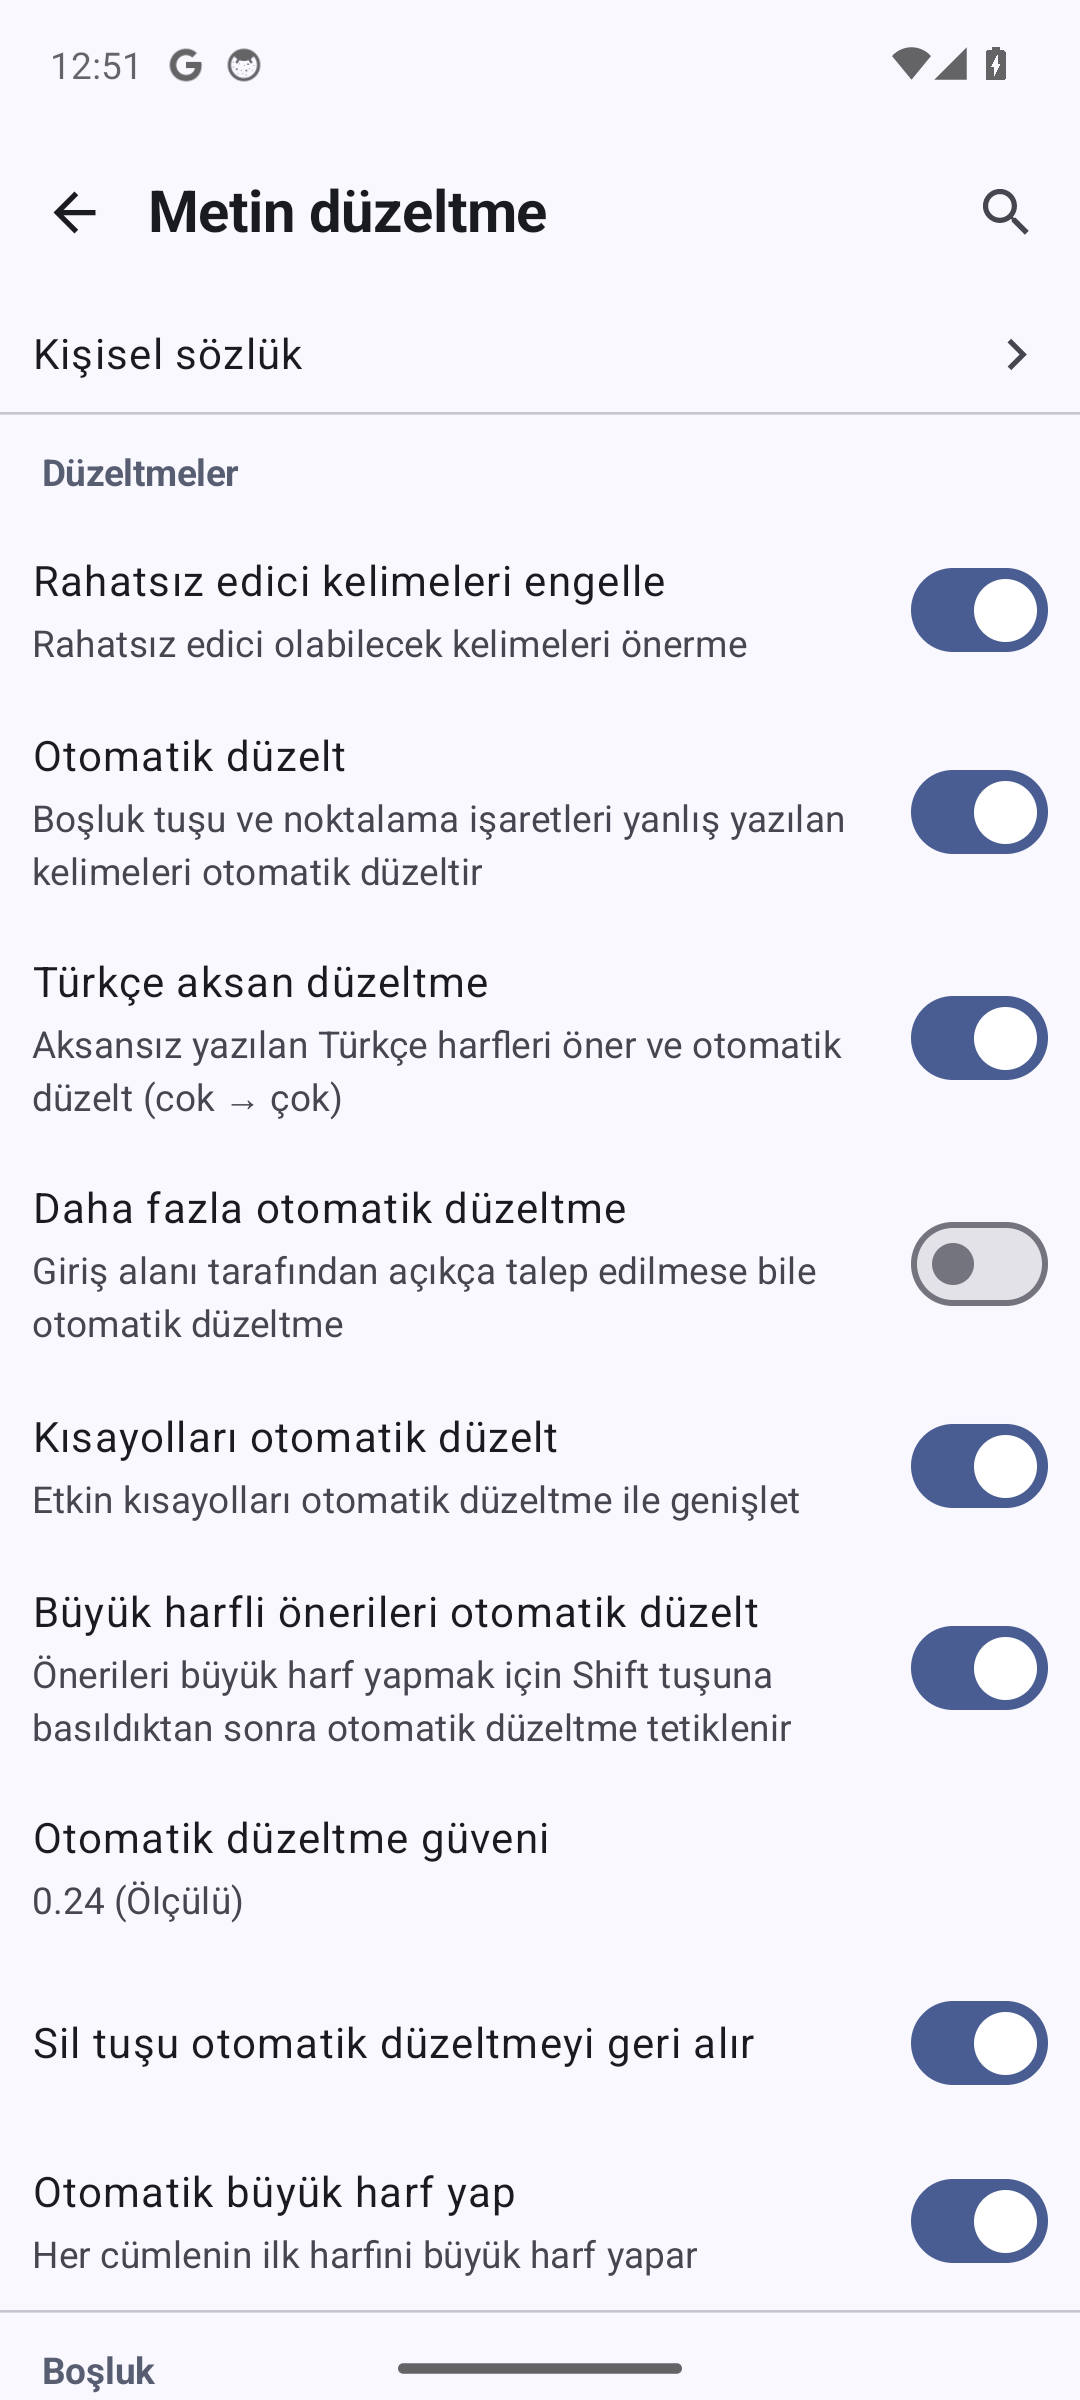 12:51
Metin düzeltme
Kişisel sözlük
Düzeltmeler
Rahatsız edici kelimeleri engelle
Rahatsız edici olabilecek kelimeleri önerme
Otomatik düzelt
Boşluk tuşu ve noktalama işaretleri yanlış yazılan
kelimeleri otomatik düzeltir
Türkçe aksan düzeltme
Aksansız yazılan Türkçe harfleri öner ve otomatik
düzelt (cok → çok)
Daha fazla otomatik düzeltme
Giriş alanı tarafından açıkça talep edilmese bile
otomatik düzeltme
Kısayolları otomatik düzelt
Etkin kısayolları otomatik düzeltme ile genişlet
Büyük harfli önerileri otomatik düzelt
Önerileri büyük harf yapmak için Shift tuşuna
basıldıktan sonra otomatik düzeltme tetiklenir
Otomatik düzeltme güveni
0.24 (Ölçülü)
Sil tuşu otomatik düzeltmeyi geri alır
Otomatik büyük harf yap
Her cümlenin ilk harfini büyük harf yapar
Boşluk